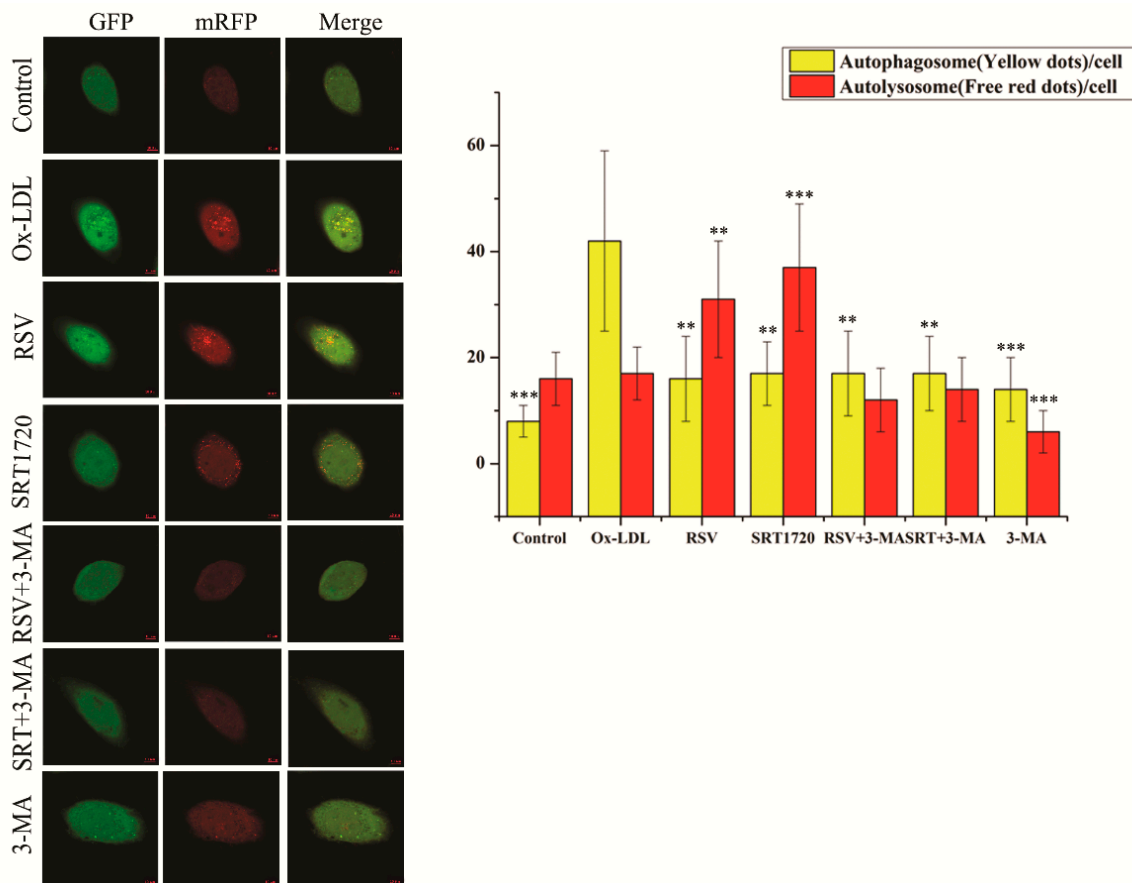 GFP mRFP Merge
Control
Ox-LDL
RSV
SRT1720
RSV+3-MA
SRT+3-MA
3-MA
Autophagosome(Yellow dots)/cell
Autolysosome(Free red dots)/cell
60
40
20
0
***
**
**
**
***
**
**
***
***
Control Ox-LDL RSV SRT1720 RSV+3-MA SRT+3-MA 3-MA